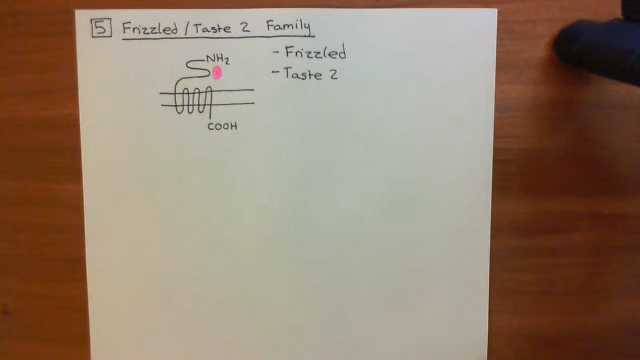 5 Frizzled / Taste 2 Family
- Frizzled
NH2
- Taste 2
COOH